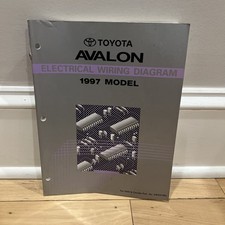 TOYOTA
AVALON
ELECTRICAL WIRING DIAGRAM
1997 MODEL